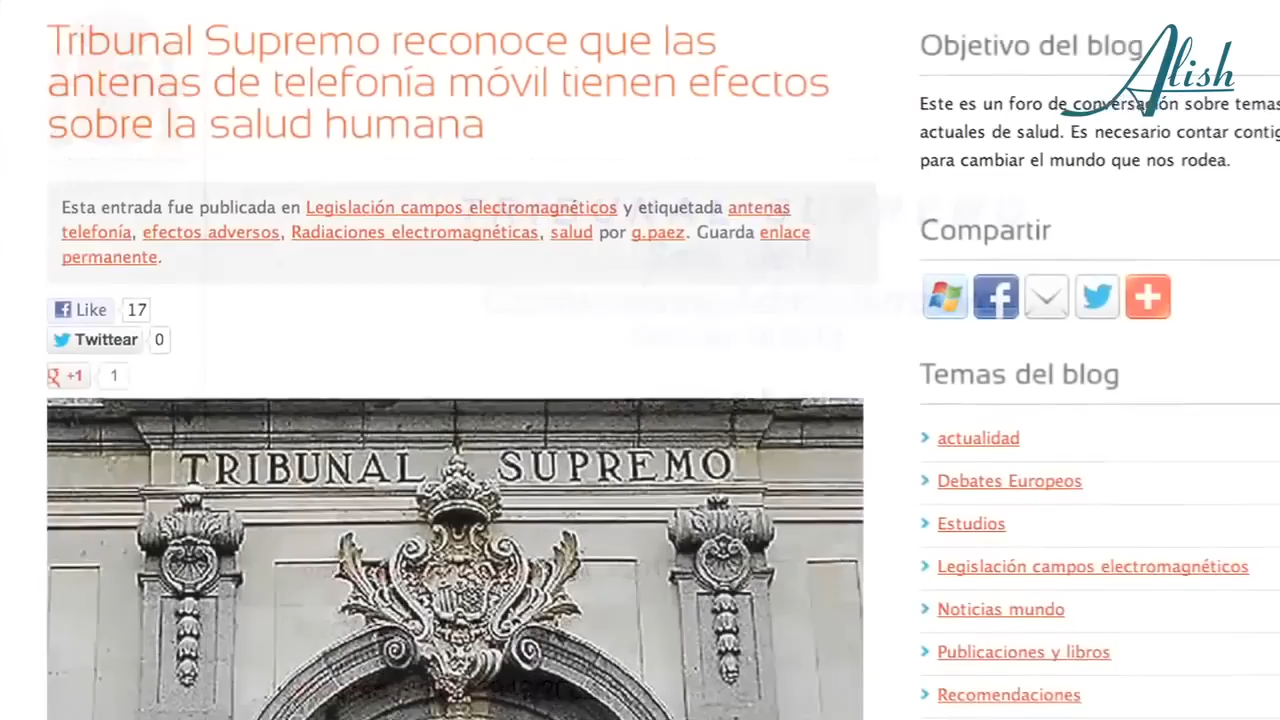 Tribunal Supremo reconoce que las
antenas de telefonía móvil tienen efectos
sobre la salud humana
Esta entrada fue publicada en Legislación campos electromagnéticos y etiquetada antenas
telefonía, efectos adversos, Radiaciones electromagnéticas, salud por g.paez. Guarda enlace
permanente.
Like 17
Twittear 0
+1 1
TRIBUNAL SUPREMO
Alish
Objetivo del blog
Este es un foro de conversación sobre temas
actuales de salud. Es necesario contar contig
para cambiar el mundo que nos rodea.
Compartir
Temas del blog
actualidad
Debates Europeos
Estudios
Legislación campos electromagnéticos
Noticias mundo
Publicaciones y libros
Recomendaciones